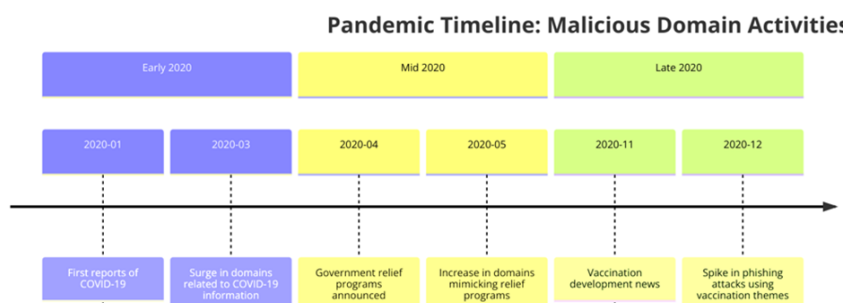 Pandemic Timeline: Malicious Domain Activities
Early 2020
Mid 2020
Late 2020
2020-01
2020-03
2020-04
2020-05
2020-11
2020-12
First reports of
COVID-19
Surge in domains
related to COVID-19
information
Government relief
programs
announced
Increase in domains
mimicking relief
programs
Vaccination
development news
Spike in phishing
attacks using
vaccination themes